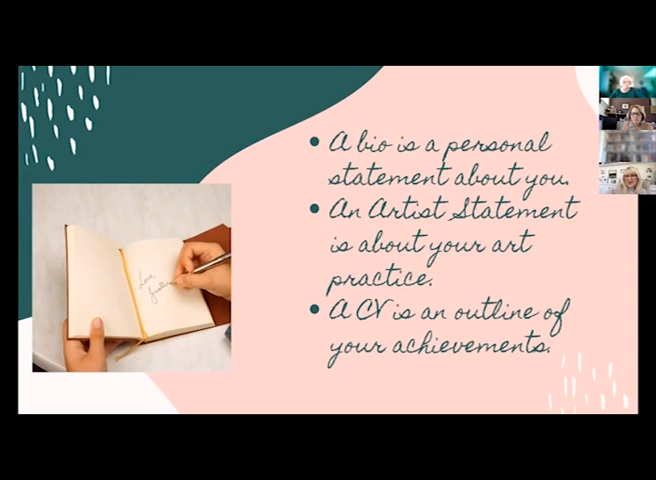 A bio is a personal
statement about you.
An Artist Statement
is about your art
practice.
A CV is an outline of
your achievements.
Love